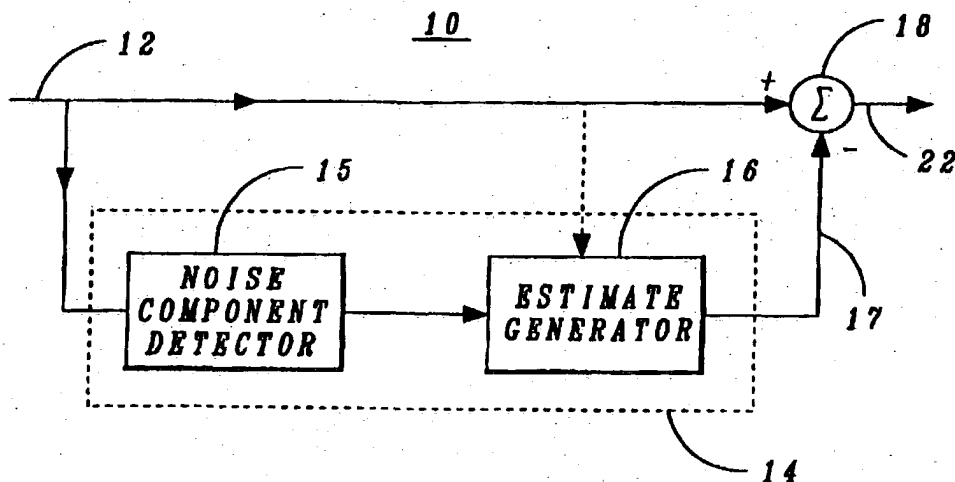 10
12
18
+
Σ
-
22
15
16
NOISE
COMPONENT
DETECTOR
ESTIMATE
GENERATOR
17
14